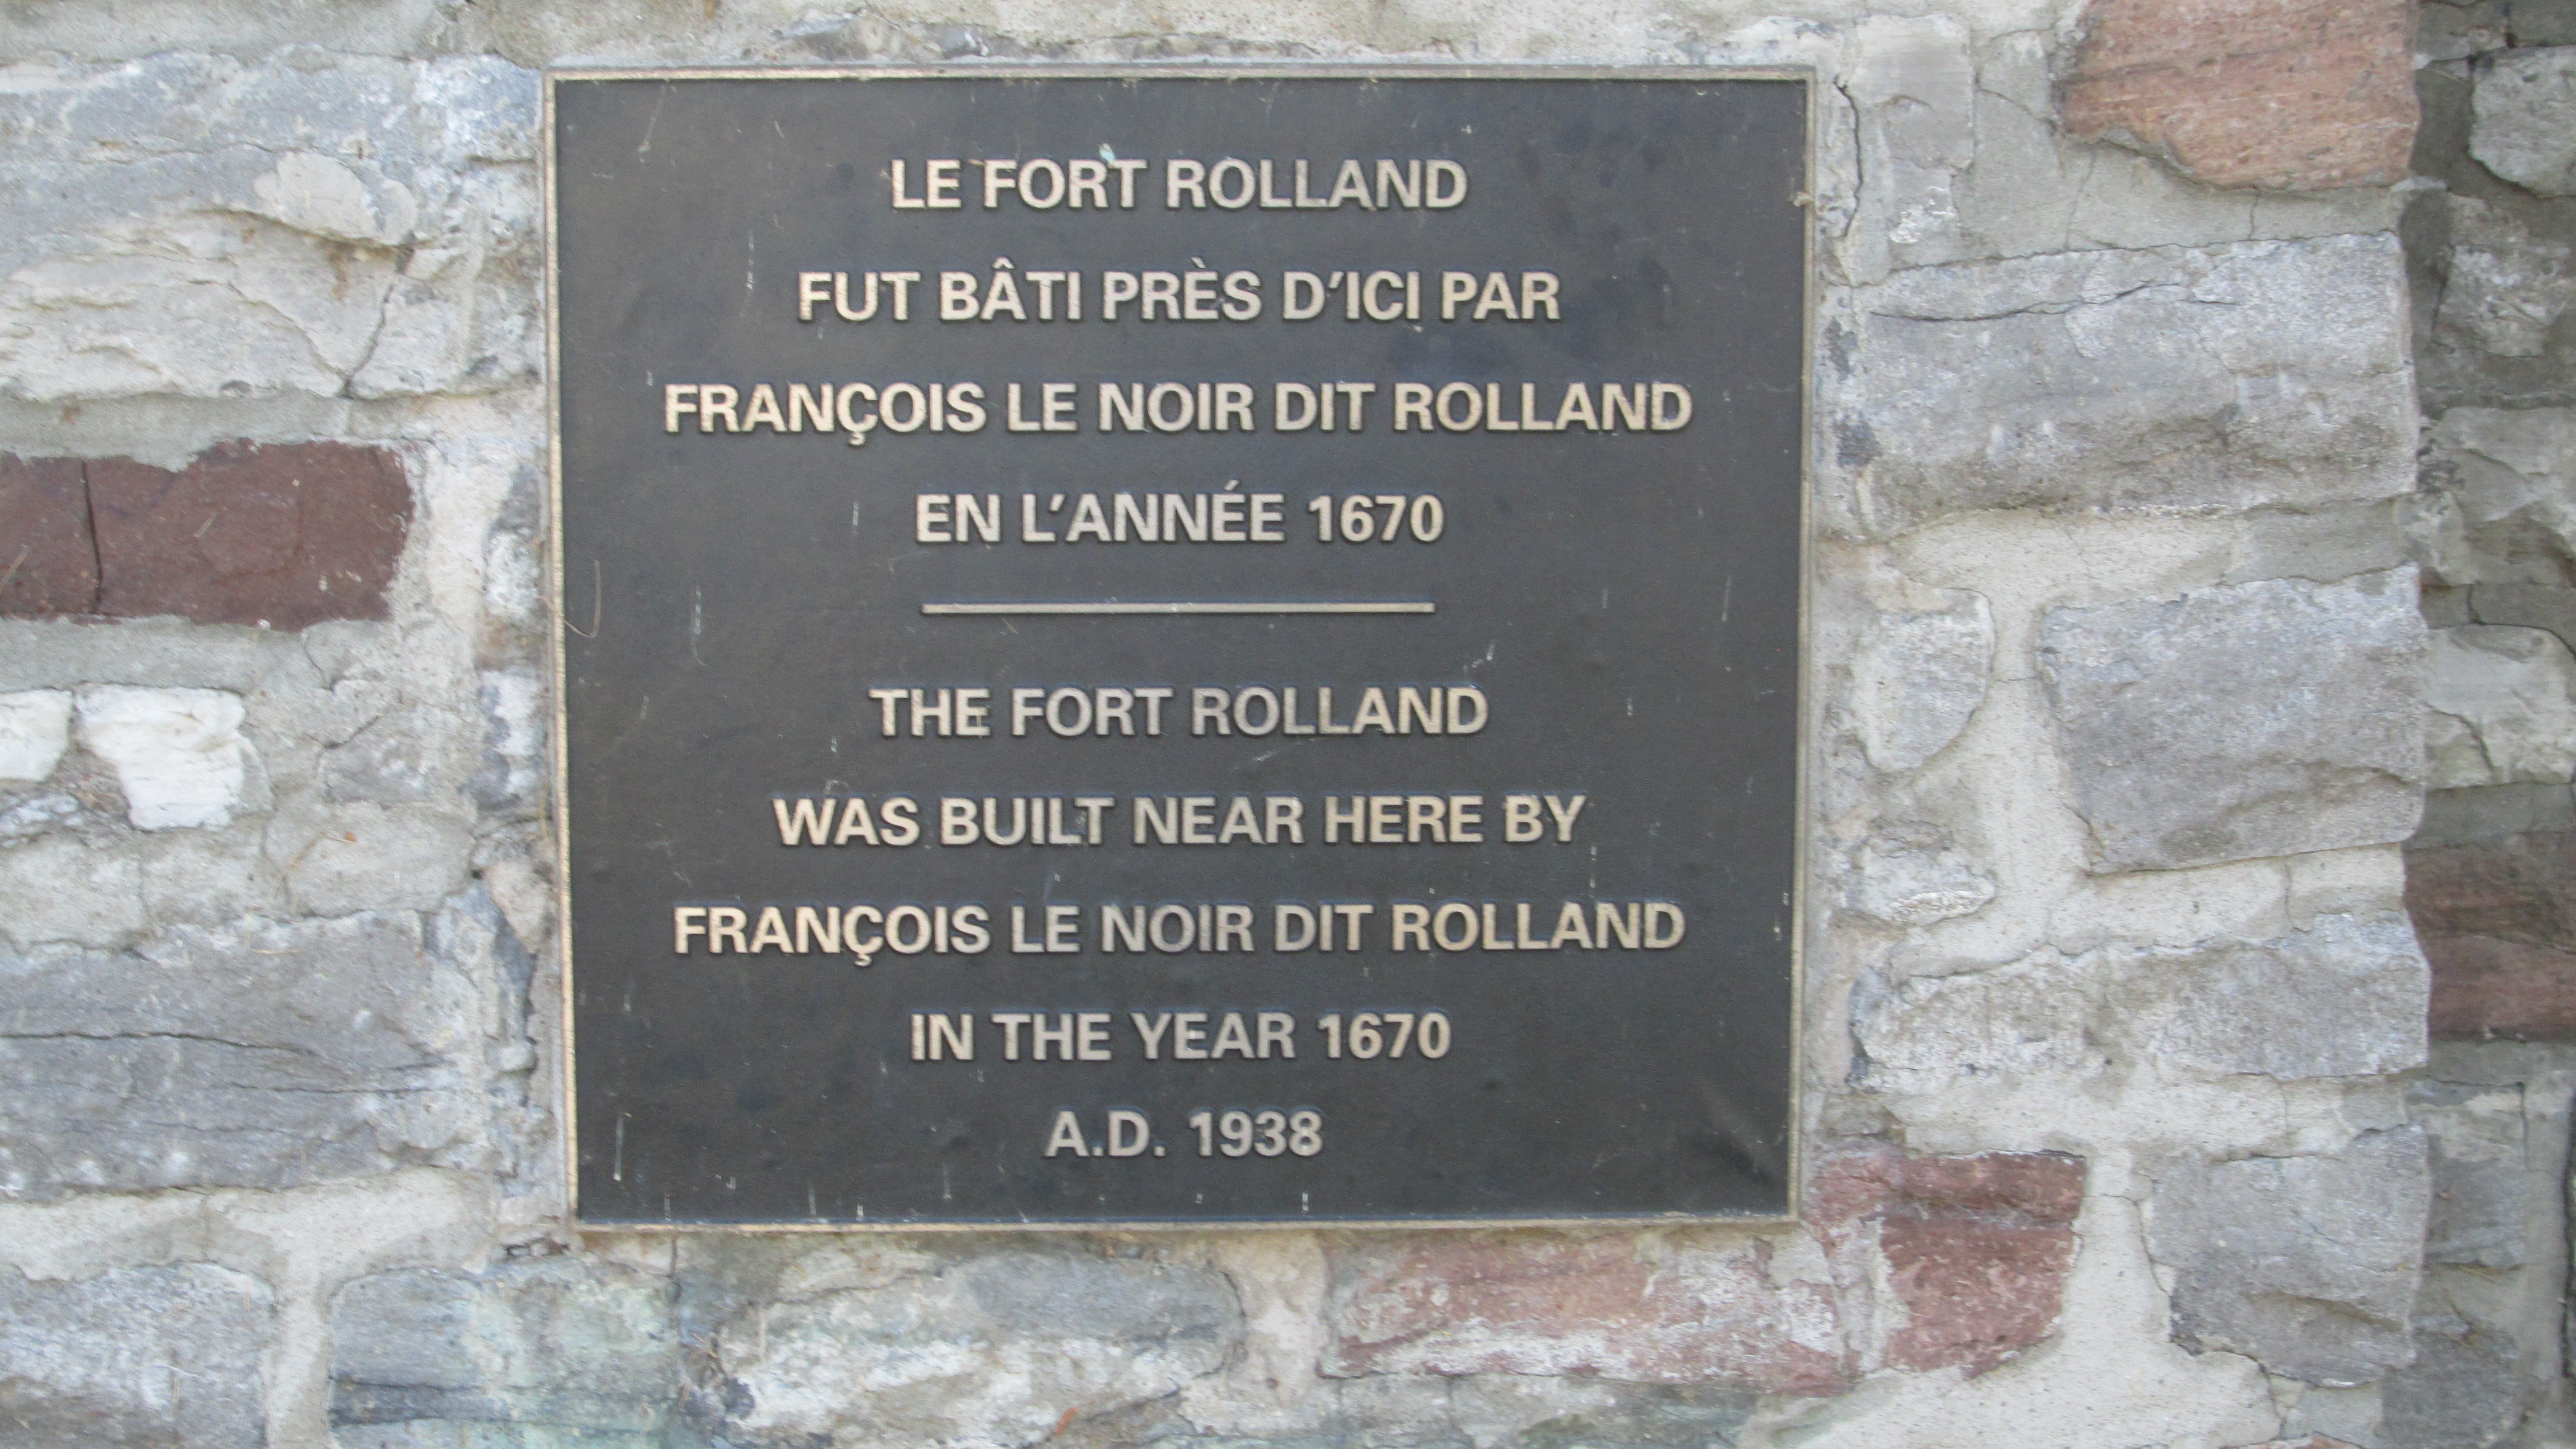 LE FORT ROLLAND
FUT BÂTI PRÈS D'ICI PAR
FRANÇOIS LE NOIR DIT ROLLAND
EN L'ANNÉE 1670
THE FORT ROLLAND
WAS BUILT NEAR HERE BY
FRANÇOIS LE NOIR DIT ROLLAND
IN THE YEAR 1670
A.D. 1938